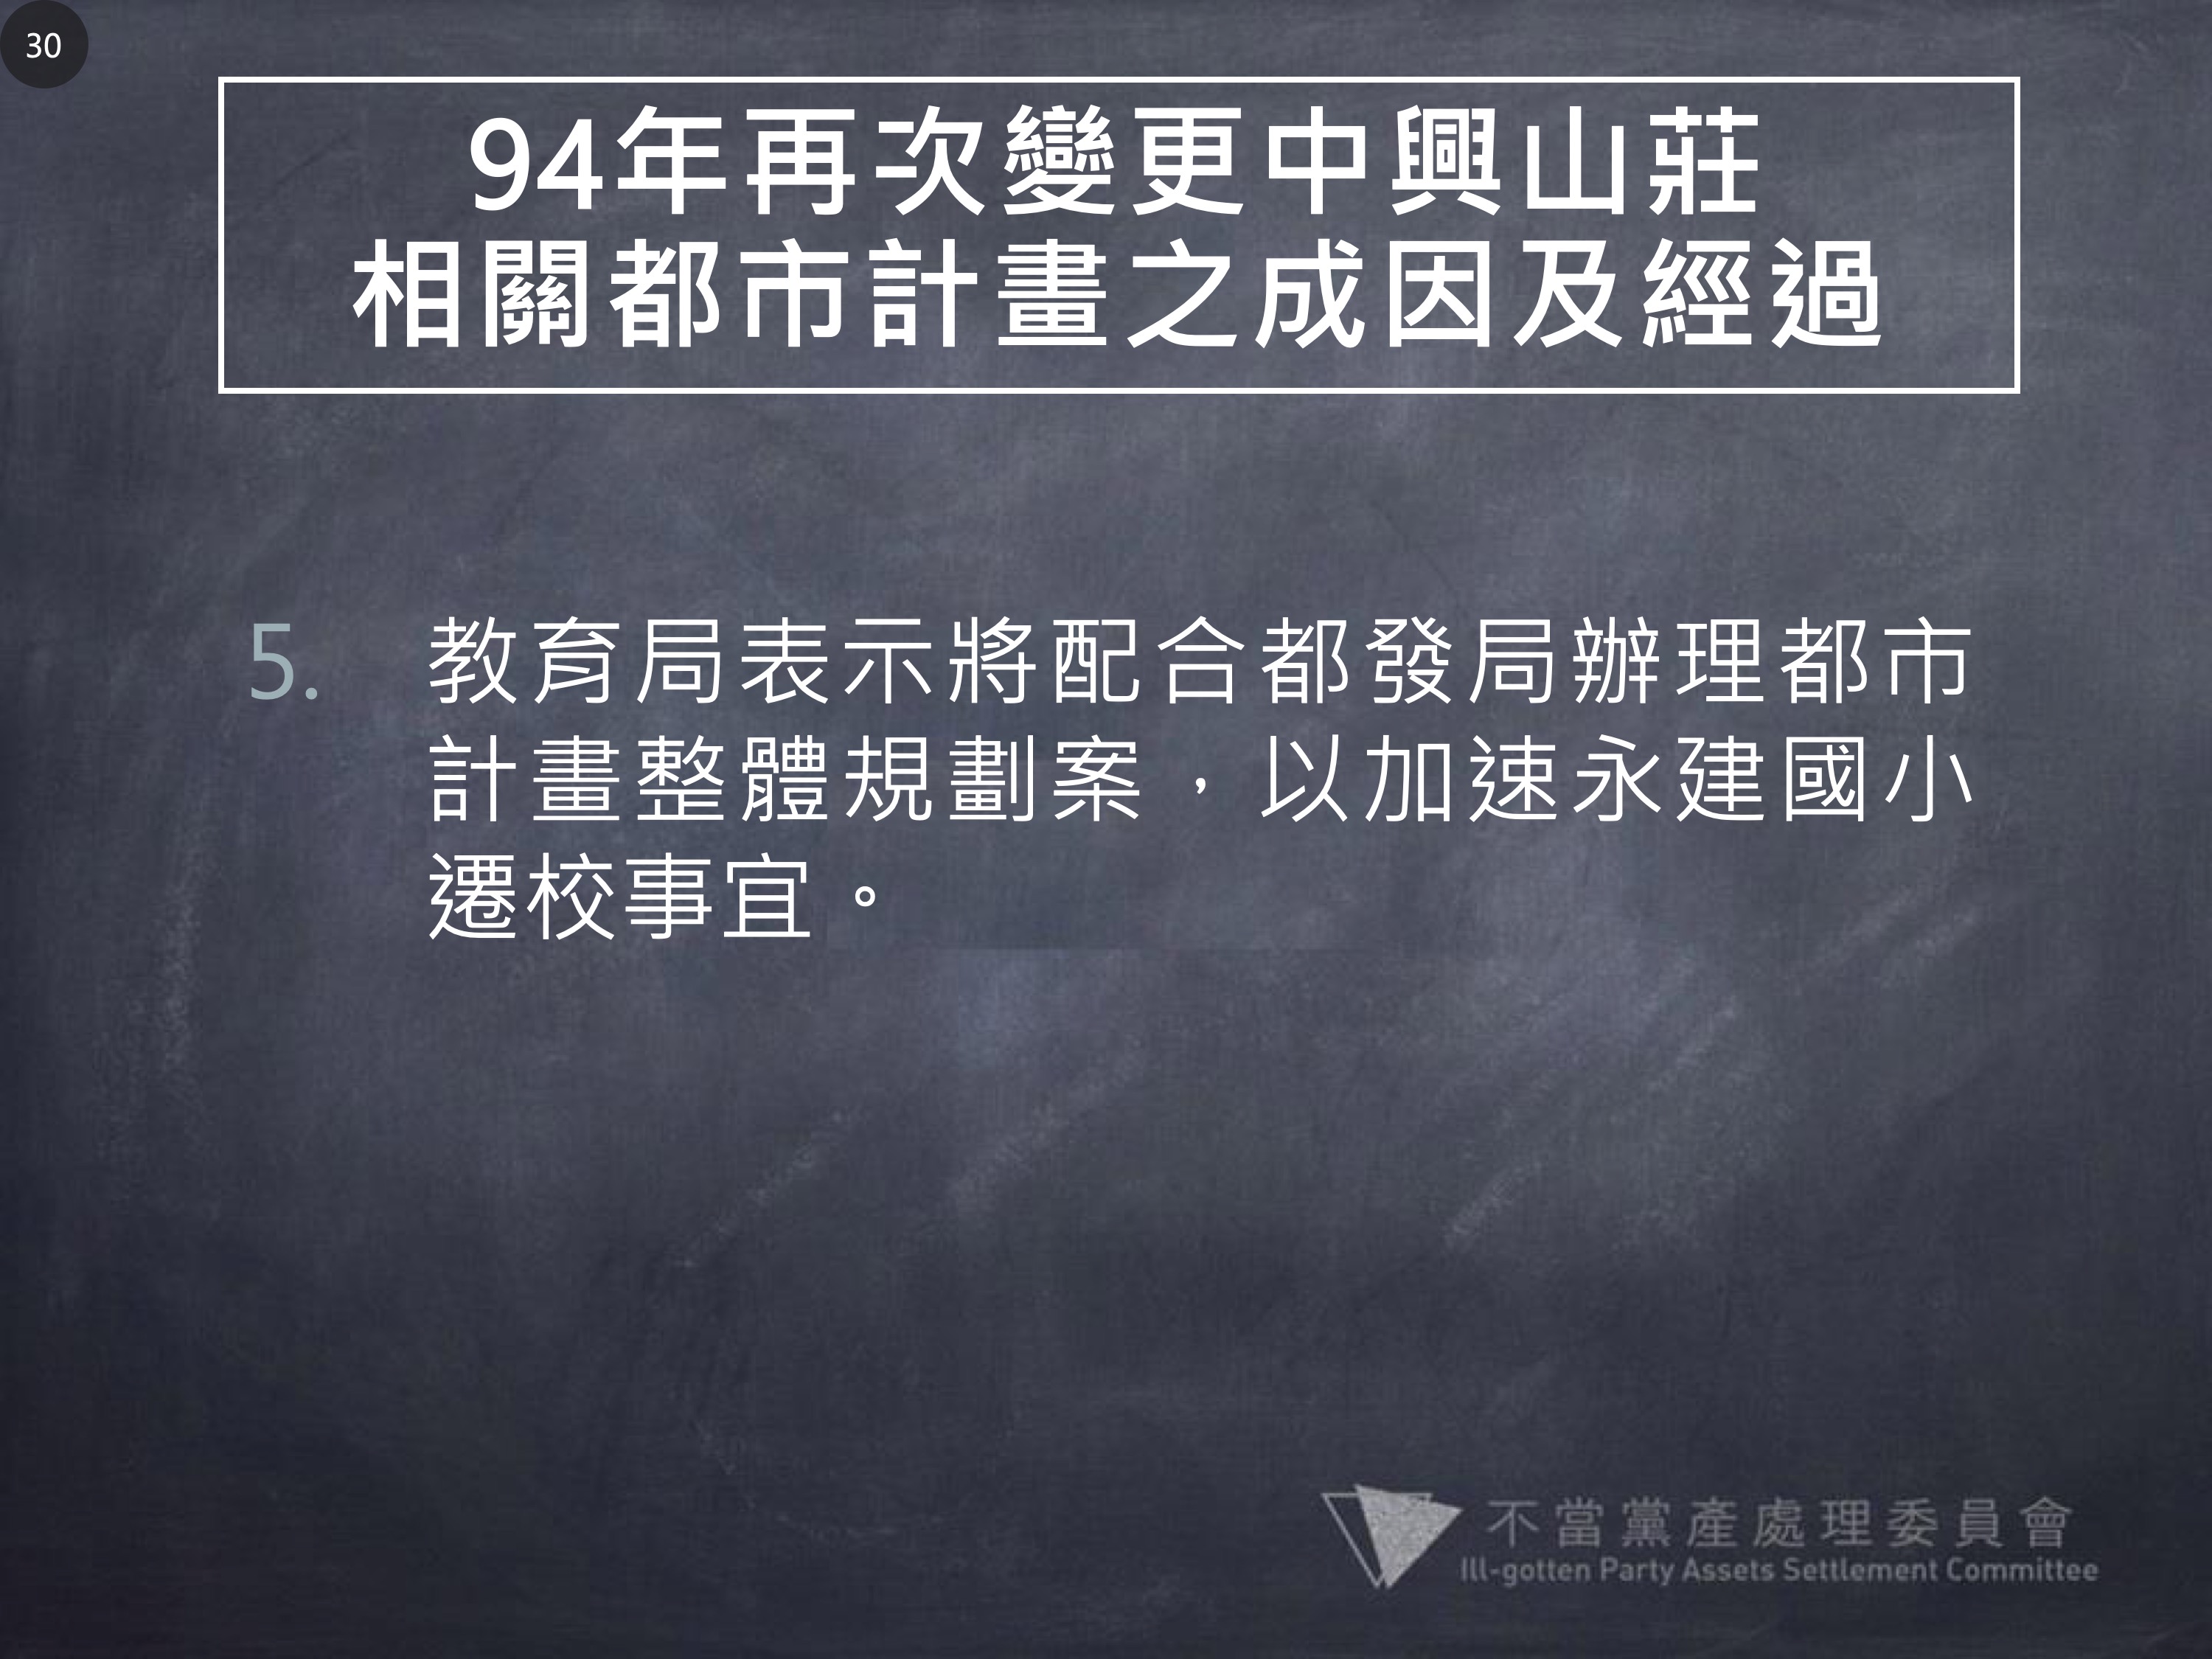 30
94年再次變更中興山莊
相關都市計畫之成因及經過
5. 教育局表示將配合都發局辦理都市
計畫整體規劃案，以加速永建國小
遷校事宜。
不當黨產處理委員會
Ill-gotten Party Assets Settlement Committee